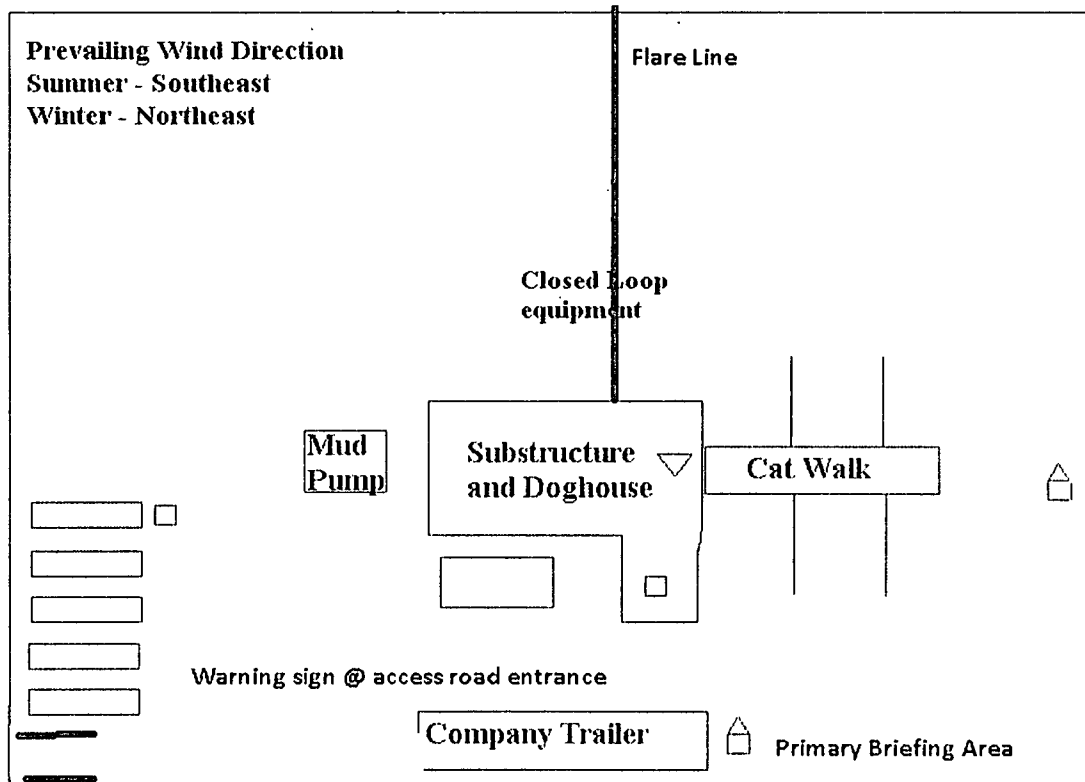 Prevailing Wind Direction
Summer - Southeast
Winter - Northeast
Flare Line
Closed Loop
equipment
Mud
Pump
Substructure
and Doghouse
Cat Walk
Warning sign @ access road entrance
Company Trailer
Primary Briefing Area